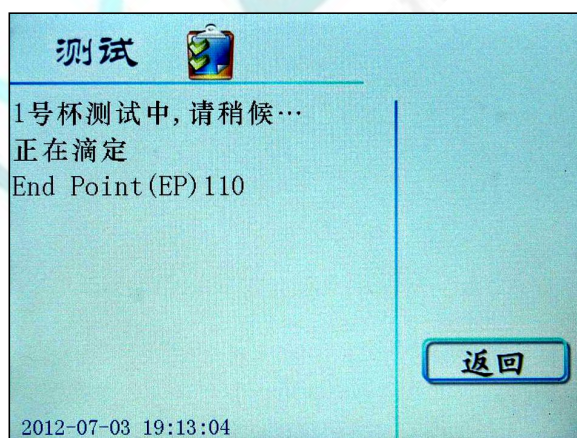 测试
1号杯测试中,请稍候…
正在滴定
End Point(EP)110
返回
2012-07-03 19:13:04